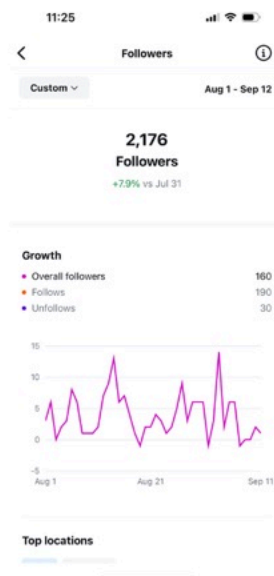 11:25
Followers
Custom
Aug 1 - Sep 12
2,176
Followers
+7.9% vs Jul 31
Growth
Overall followers 160
Follows 190
Unfollows 30
15
10
5
0
-5
Aug 1 Aug 21 Sep 11
Top locations